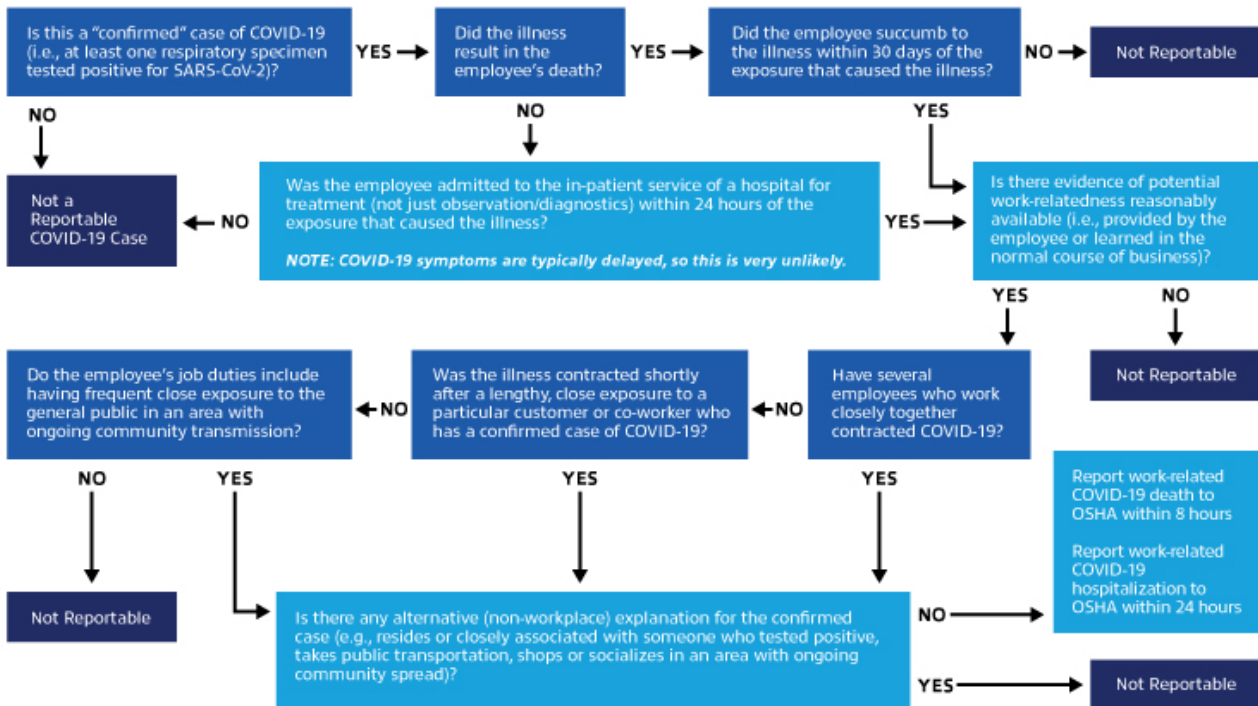 Is this a “confirmed” case of COVID-19
(i.e., at least one respiratory specimen
tested positive for SARS-CoV-2)?
YES
Did the illness
result in the
employee’s death?
YES
Did the employee succumb to
the illness within 30 days of the
exposure that caused the illness?
NO
Not Reportable
NO
NO
YES
Not a
Reportable
COVID-19 Case
NO
Was the employee admitted to the in-patient service of a hospital for
treatment (not just observation/diagnostics) within 24 hours of the
exposure that caused the illness?
NOTE: COVID-19 symptoms are typically delayed, so this is very unlikely.
YES
Is there evidence of potential
work-relatedness reasonably
available (i.e., provided by the
employee or learned in the
normal course of business)?
YES
NO
Do the employee’s job duties include
having frequent close exposure to the
general public in an area with
ongoing community transmission?
NO
Was the illness contracted shortly
after a lengthy, close exposure to a
particular customer or co-worker who
has a confirmed case of COVID-19?
NO
Have several
employees who work
closely together
contracted COVID-19?
Not Reportable
NO
YES
YES
YES
Report work-related
COVID-19 death to
OSHA within 8 hours
Report work-related
COVID-19
hospitalization to
OSHA within 24 hours
Not Reportable
Is there any alternative (non-workplace) explanation for the confirmed
case (e.g., resides or closely associated with someone who tested positive,
takes public transportation, shops or socializes in an area with ongoing
community spread)?
NO
YES
Not Reportable